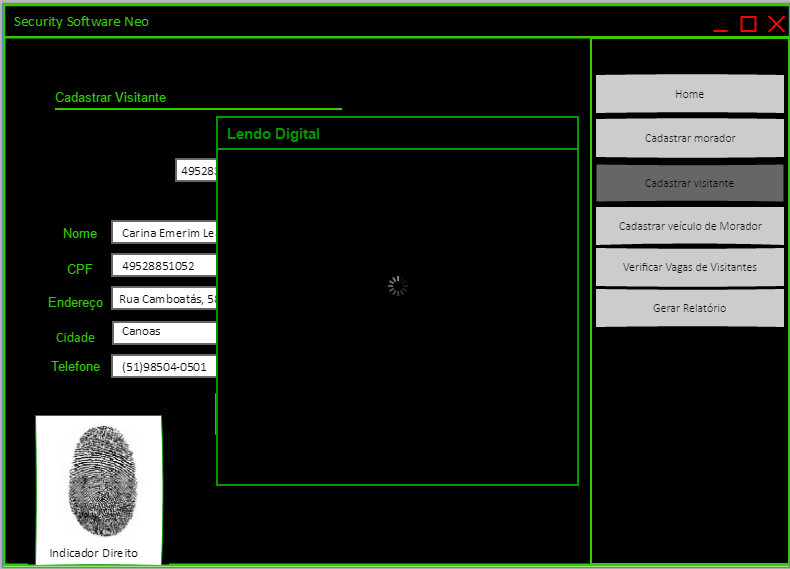 Security Software Neo
Cadastrar Visitante
Lendo Digital
49528
Nome
Carina Emerim Le
CPF
49528851052
Endereço
Rua Camboatás, 58
Cidade
Canoas
Telefone
(51)98504-0501
Indicador Direito
Home
Cadastrar morador
Cadastrar visitante
Cadastrar veículo de Morador
Verificar Vagas de Visitantes
Gerar Relatório